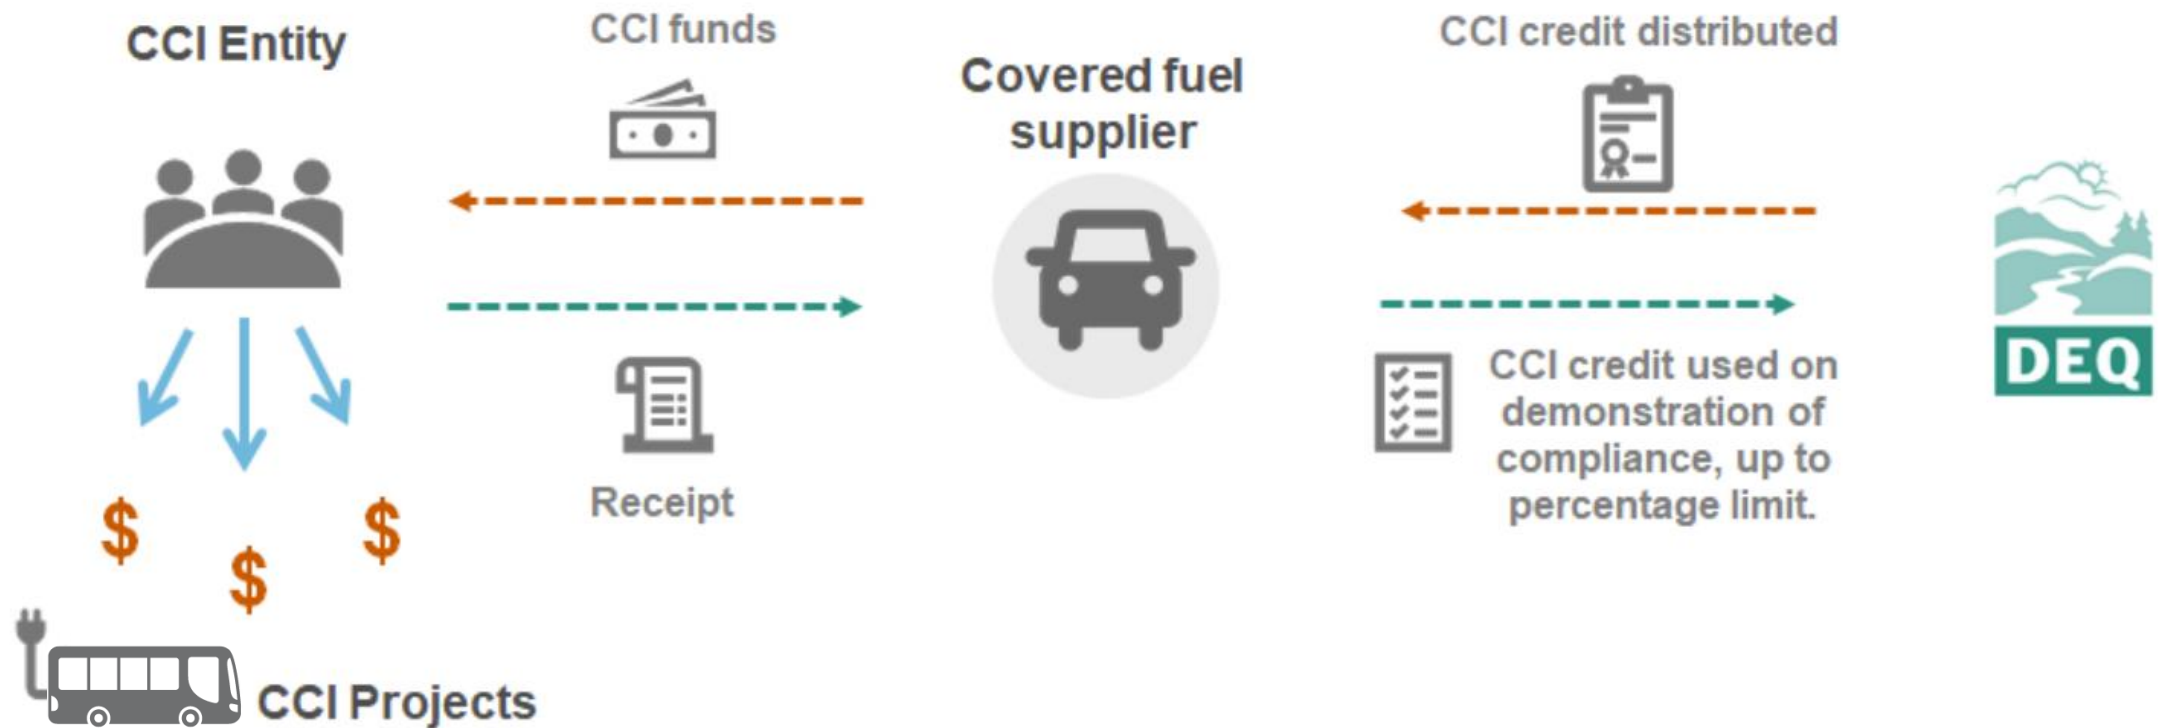 CCI Entity
CCI funds
Covered fuel
supplier
CCI credit distributed
Receipt
CCI credit used on
demonstration of
compliance, up to
percentage limit.
DEQ
$
$
$
CCI Projects